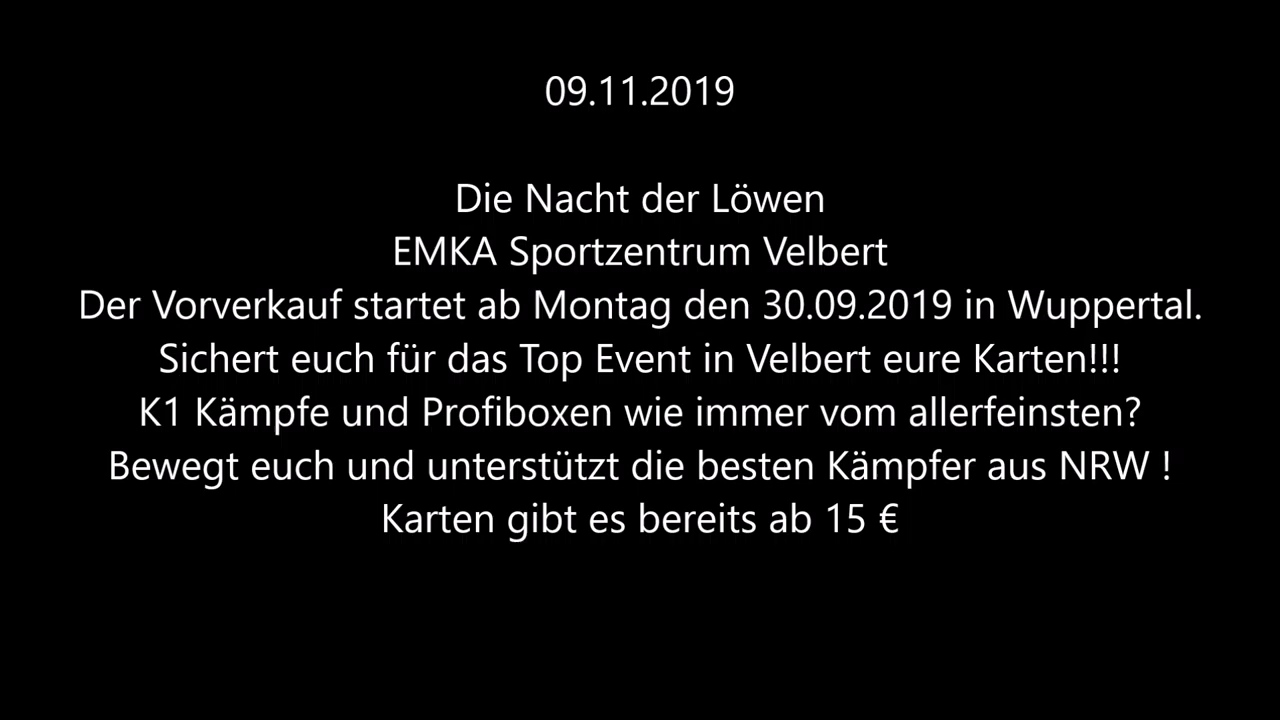 09.11.2019
Die Nacht der Löwen
EMKA Sportzentrum Velbert
Der Vorverkauf startet ab Montag den 30.09.2019 in Wuppertal.
Sichert euch für das Top Event in Velbert eure Karten!!!
K1 Kämpfe und Profiboxen wie immer vom allerfeinsten?
Bewegt euch und unterstützt die besten Kämpfer aus NRW !
Karten gibt es bereits ab 15 €